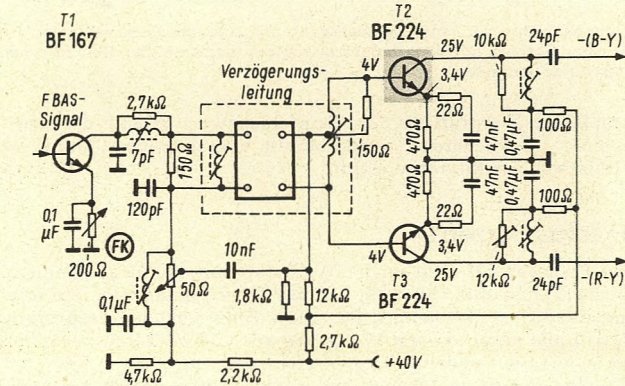 T1
BF 167
T2
BF 224
24pF
-(B-Y)
10kΩ
25V
4V
3,4V
22Ω
Verzögerungs-
leitung
FBAS-
Signal
2,7kΩ
7pF
150Ω
150Ω
470Ω
47nF
0,47µF
100Ω
470Ω
47nF
0,47µF
100Ω
120pF
0,1
µF
200Ω
FK
22Ω
3,4V
4V
25V
12kΩ
24pF
-(R-Y)
T3
BF 224
10nF
50Ω
0,1µF
1,8kΩ
12kΩ
2,7kΩ
4,7kΩ
2,2kΩ
+40V